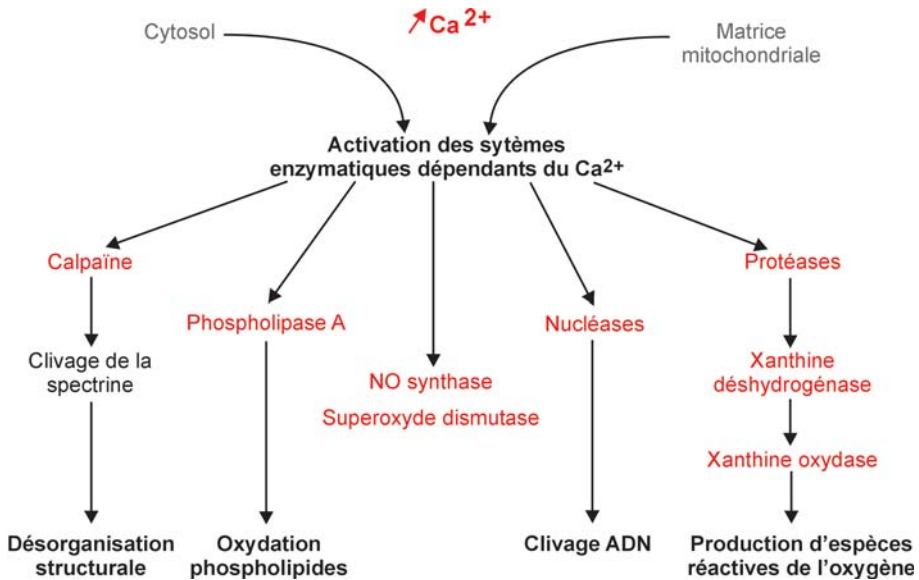 ↗Ca 2+
Cytosol
Matrice
mitochondriale
Activation des sytèmes
enzymatiques dépendants du Ca2+
Calpaïne
Protéases
Phospholipase A
Nucléases
Clivage de la
spectrine
NO synthase
Superoxyde dismutase
Xanthine
déshydrogénase
Xanthine oxydase
Désorganisation
structurale
Oxydation
phospholipides
Clivage ADN
Production d'espèces
réactives de l'oxygène